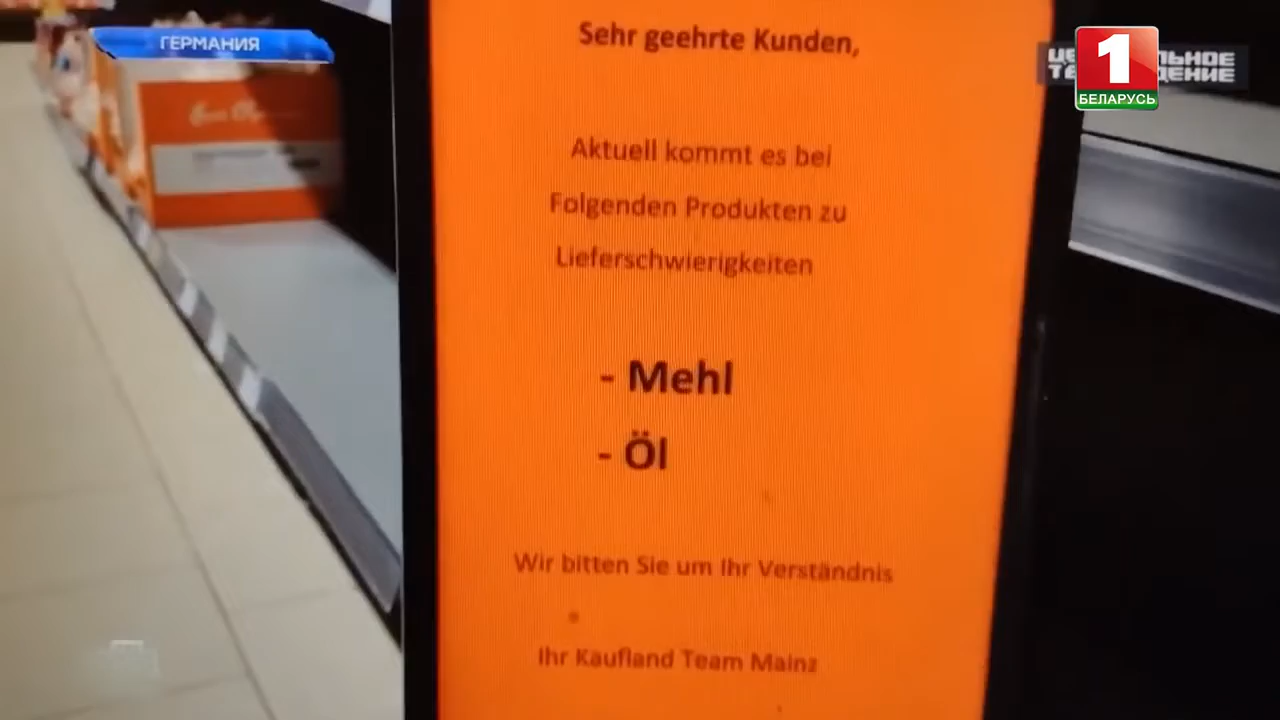 ГЕРМАНИЯ
1
БЕЛАРУСЬ
Sehr geehrte Kunden,
Aktuell kommt es bei
Folgenden Produkten zu
Lieferschwierigkeiten
- Mehl
- Öl
Wir bitten Sie um Ihr Verständnis
Ihr Kaufland Team Mainz